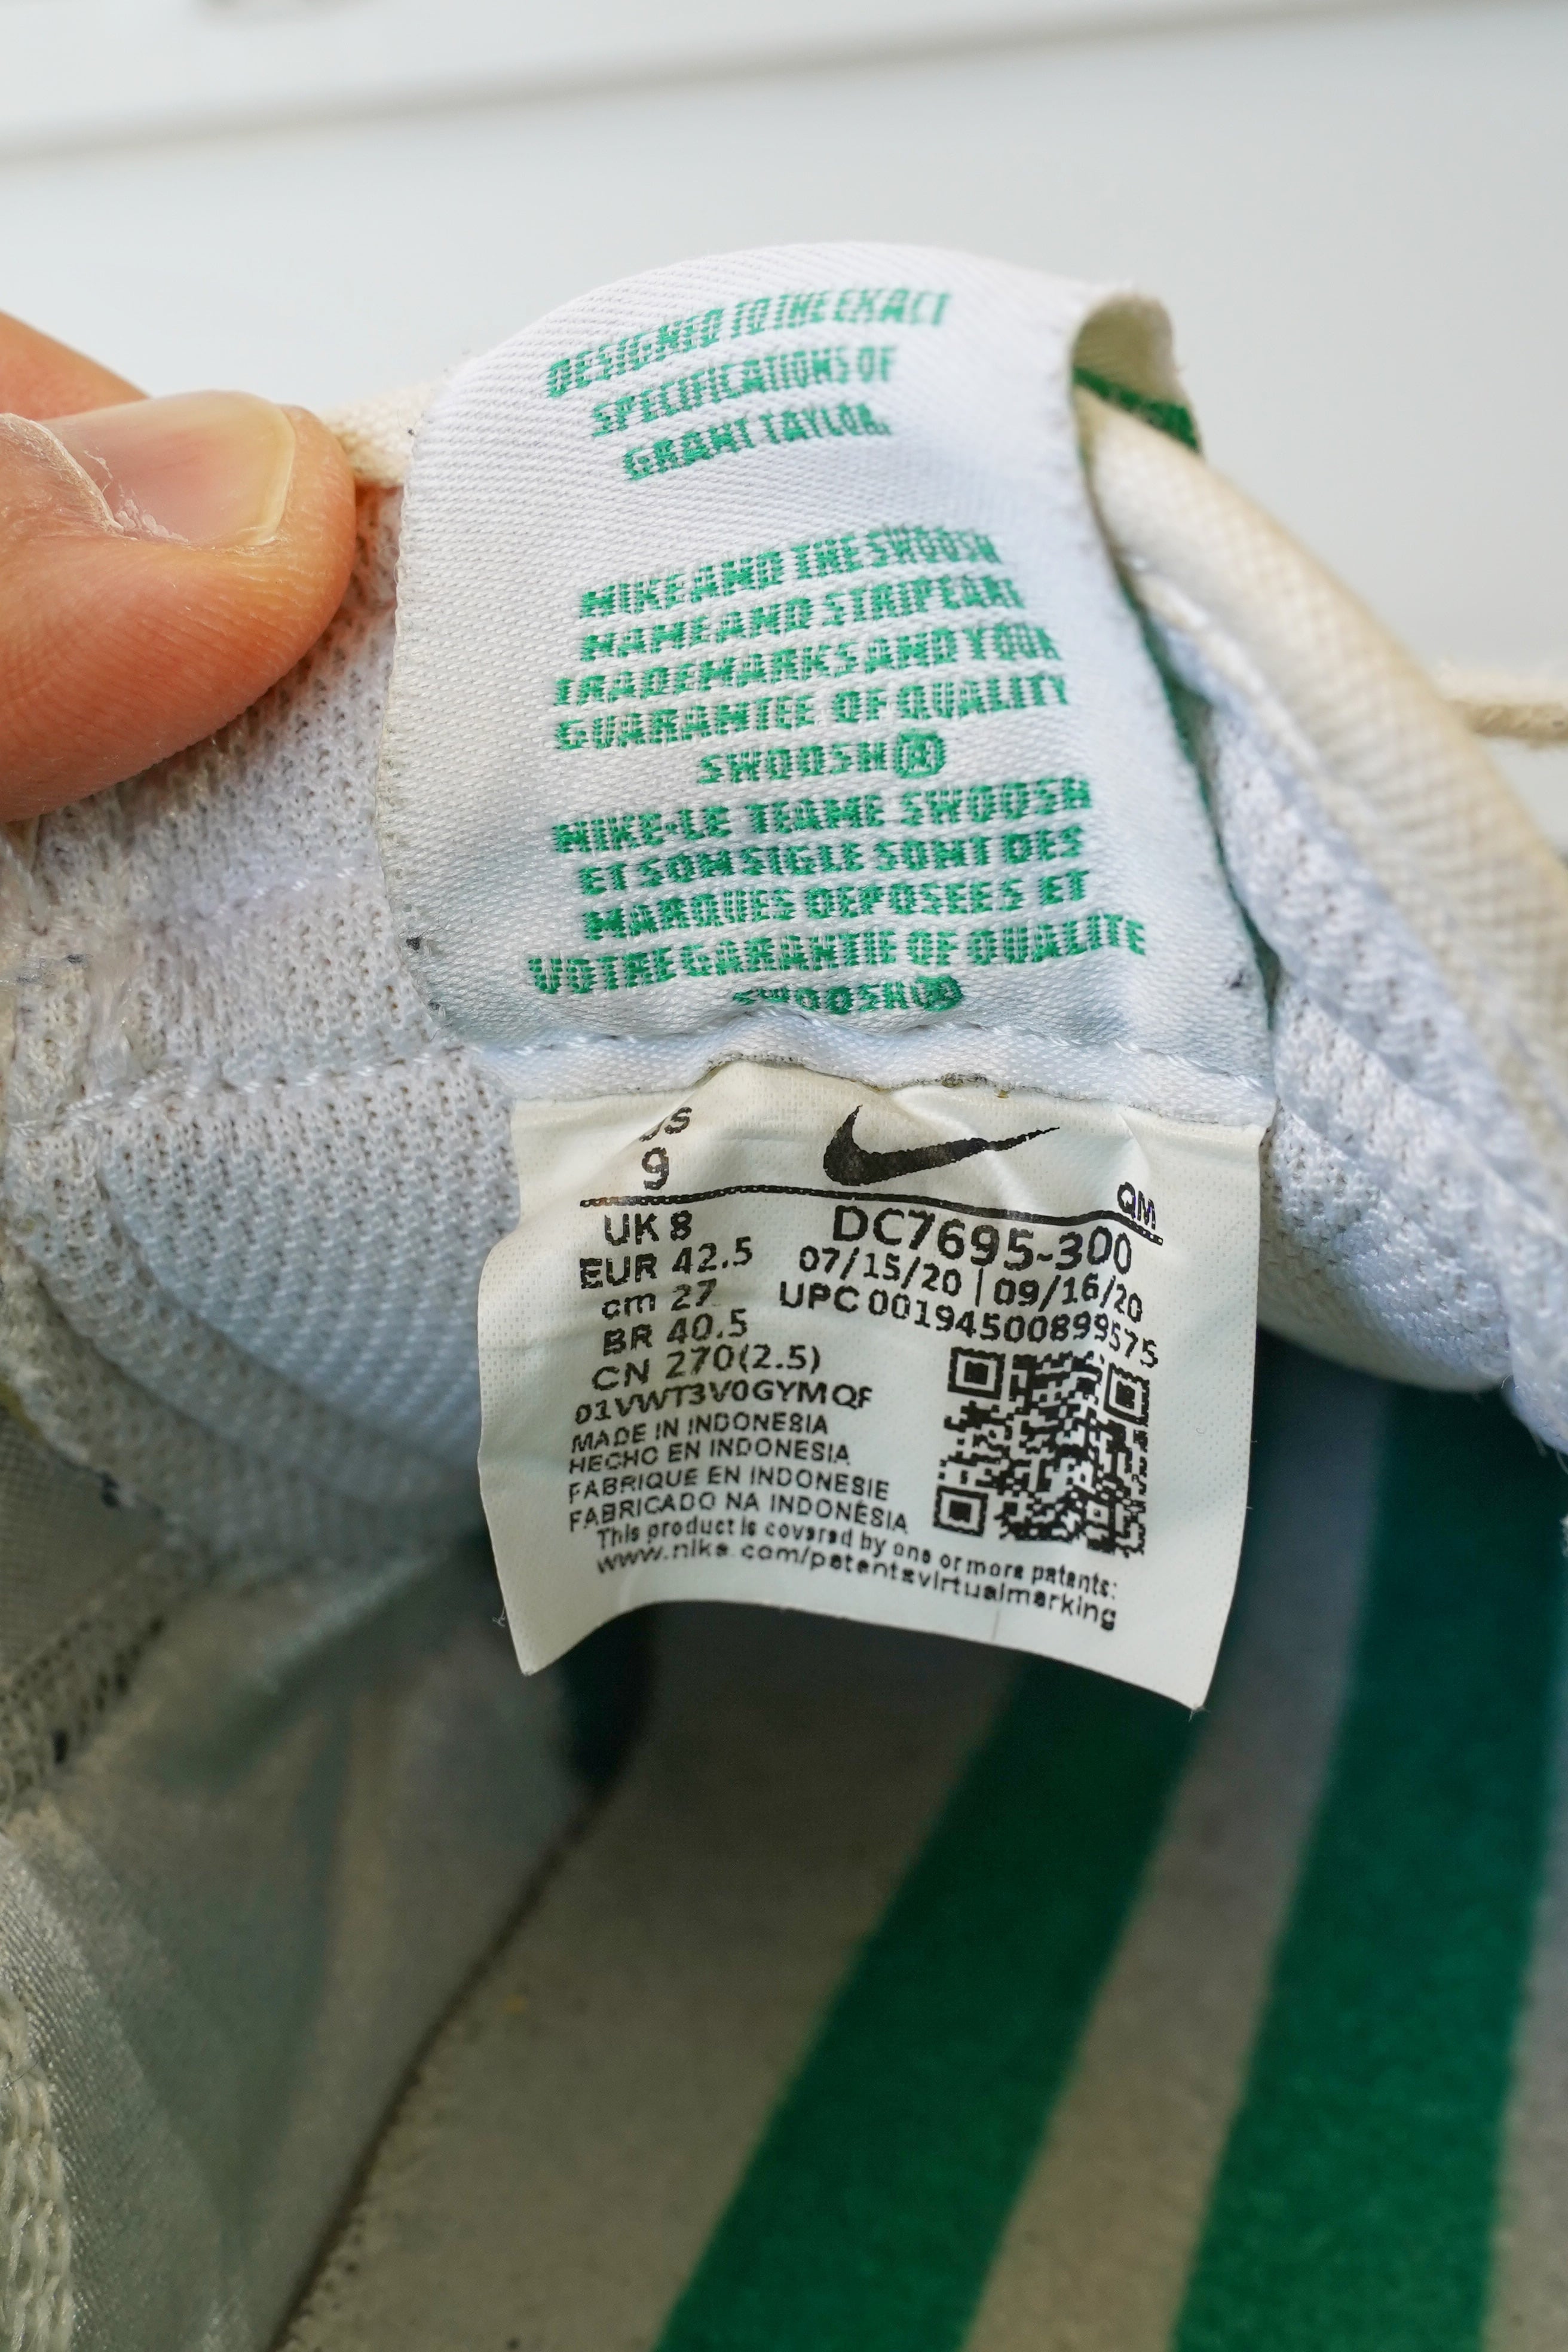 DESIGNED TO THE EXACT
SPECIFICATIONS OF
GRANT TAYLOR.
NIKE AND THE SWOOSH
NAME AND STRIPE ARE
TRADEMARKS AND YOUR
GUARANTEE OF QUALITY
SWOOSH®
NIKE-LE TEAME SWOOSH
ET SON SIGLE SONT DES
MARQUES DEPOSEES ET
VOTRE GARANTIE OF QUALITE
SWOOSH®
US
9
QM
UK 8
EUR 42.5
cm 27
BR 40.5
CN 270(2.5)
DC7695-300
07/15/20 | 09/16/20
UPC 00194500899575
01VWT3V0GYMQF
MADE IN INDONESIA
HECHO EN INDONESIA
FABRIQUE EN INDONESIE
FABRICADO NA INDONÉSIA
This product is covered by one or more patents:
www.nike.com/patentsvirtualmarking